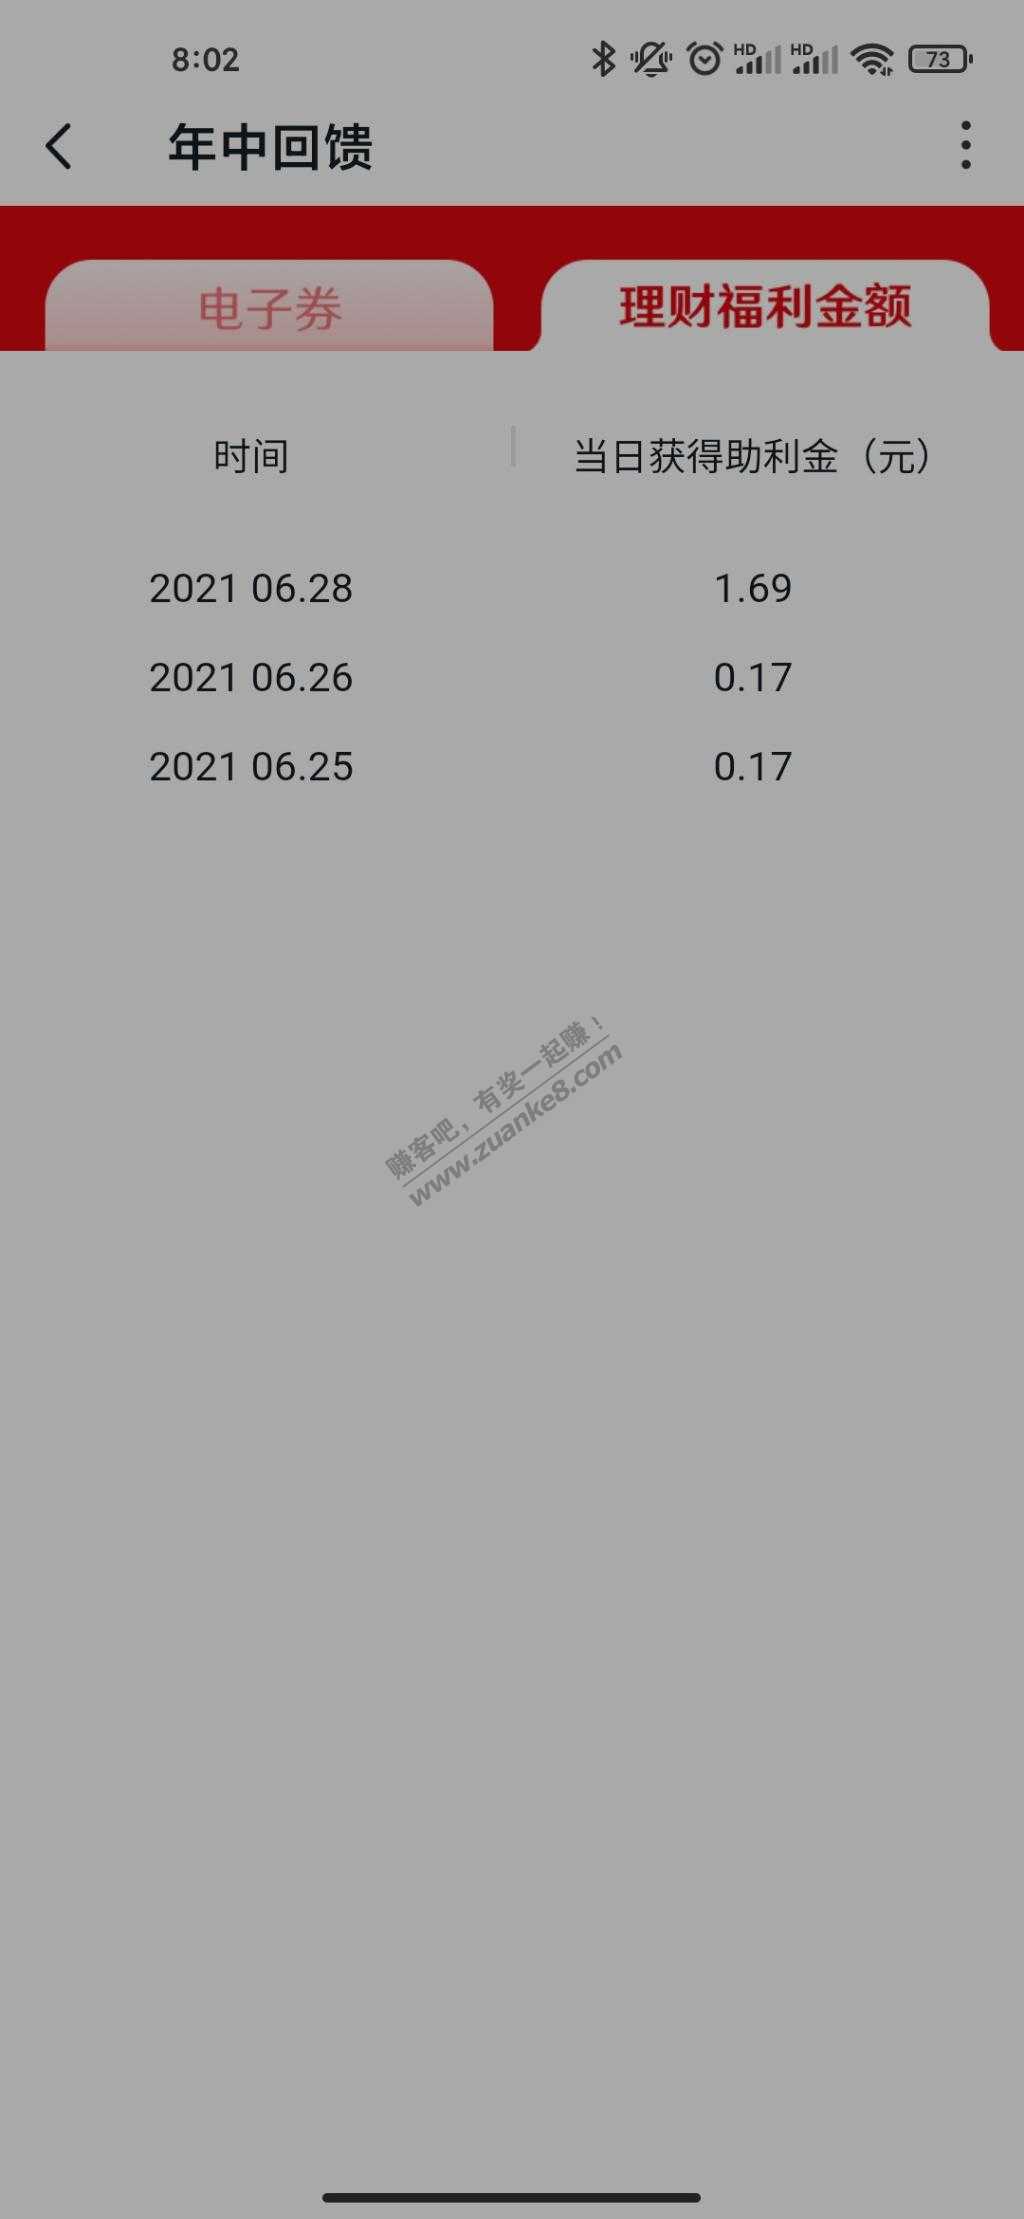 8:02
HD HD 73
年中回馈
电子券 理财福利金额
时间 当日获得助利金（元）
2021 06.28 1.69
2021 06.26 0.17
2021 06.25 0.17
赚客吧，有奖一起赚！
www.zuanke8.com